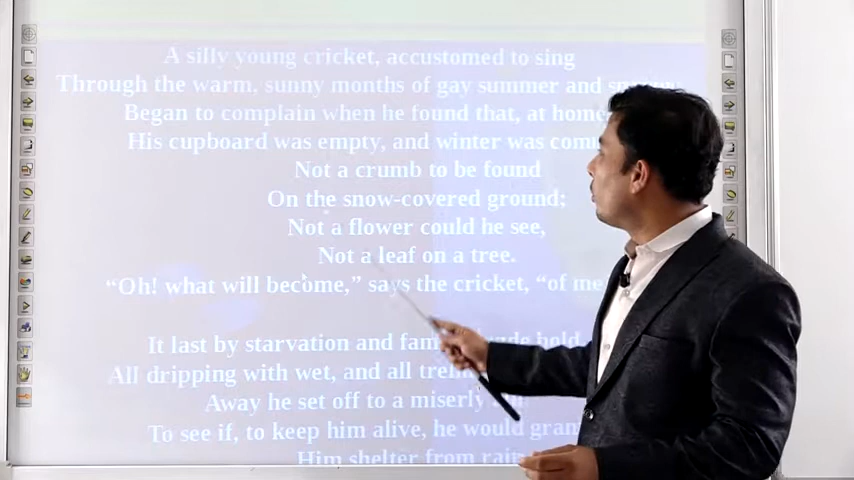 A silly young cricket, accustomed to sing
Through the warm, sunny months of gay summer and
Began to complain when he found that, at home
His cupboard was empty, and winter was
Not a crumb to be found
On the snow-covered ground;
Not a flower could he see,
Not a leaf on a tree.
“Oh! what will become,” says the cricket, “of me
It last by starvation and bold,
All dripping with wet, and all
Away he set off to a miserly
To see if, to keep him alive, he would
Him shelter from